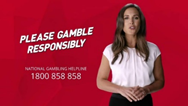 PLEASE GAMBLE
RESPONSIBLY
NATIONAL GAMBLING HELPLINE
1800 858 858